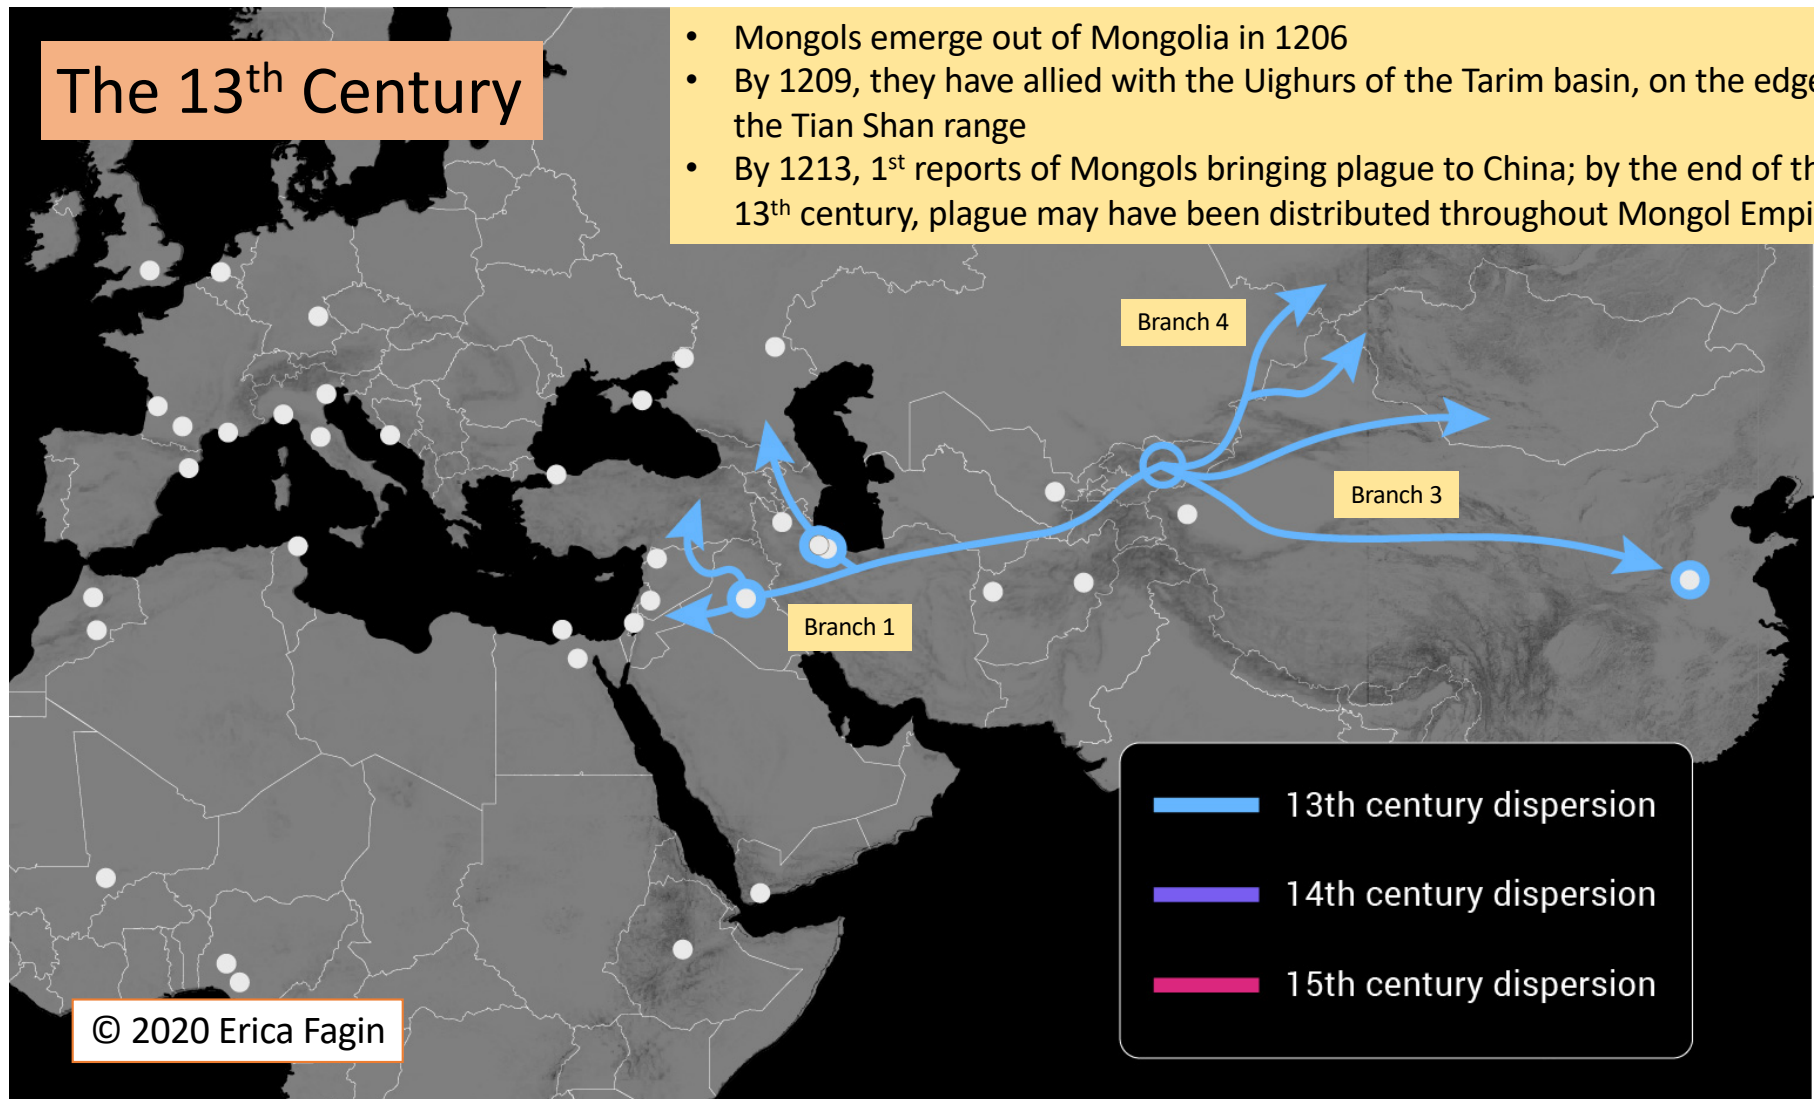 The 13th Century
• Mongols emerge out of Mongolia in 1206
• By 1209, they have allied with the Uighurs of the Tarim basin, on the edge
the Tian Shan range
• By 1213, 1st reports of Mongols bringing plague to China; by the end of th
13th century, plague may have been distributed throughout Mongol Empi
Branch 4
Branch 3
Branch 1
13th century dispersion
14th century dispersion
15th century dispersion
© 2020 Erica Fagin